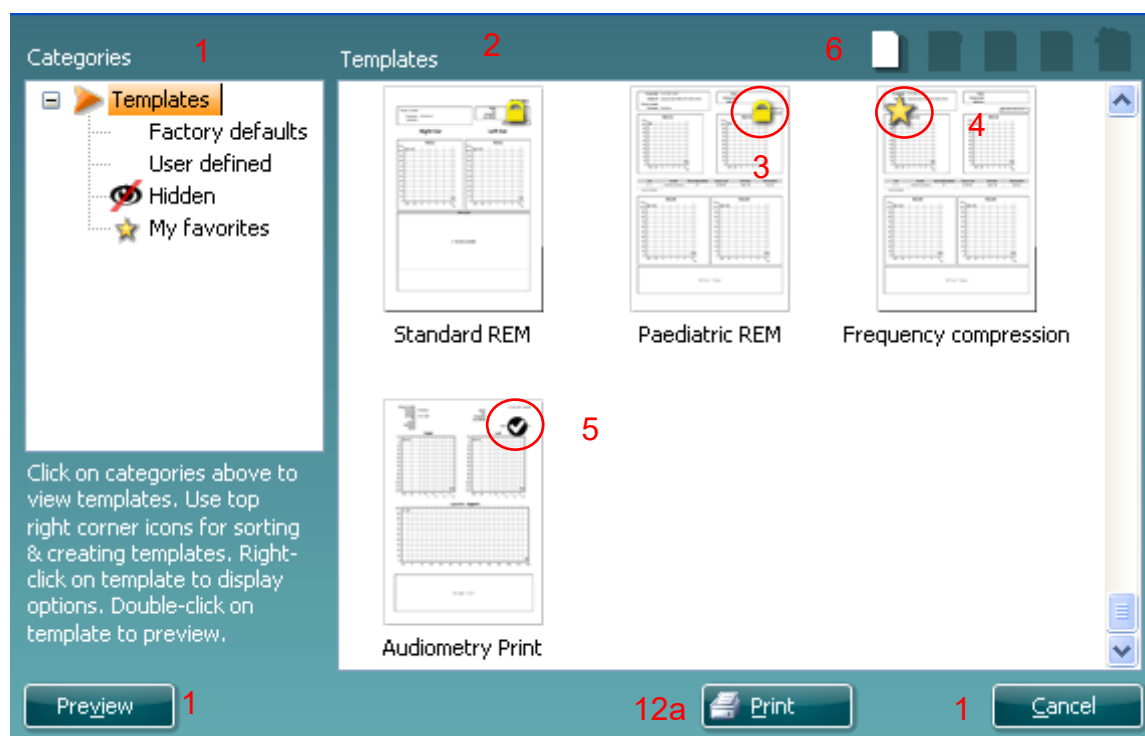 Categories 1
Templates 2 6
Templates
Factory defaults
User defined
Hidden
My favorites
3
4
Standard REM
Paediatric REM
Frequency compression
5
Audiometry Print
Click on categories above to
view templates. Use top
right corner icons for sorting
& creating templates. Right-
click on template to display
options. Double-click on
template to preview.
Preview 1
12a Print
1 Cancel